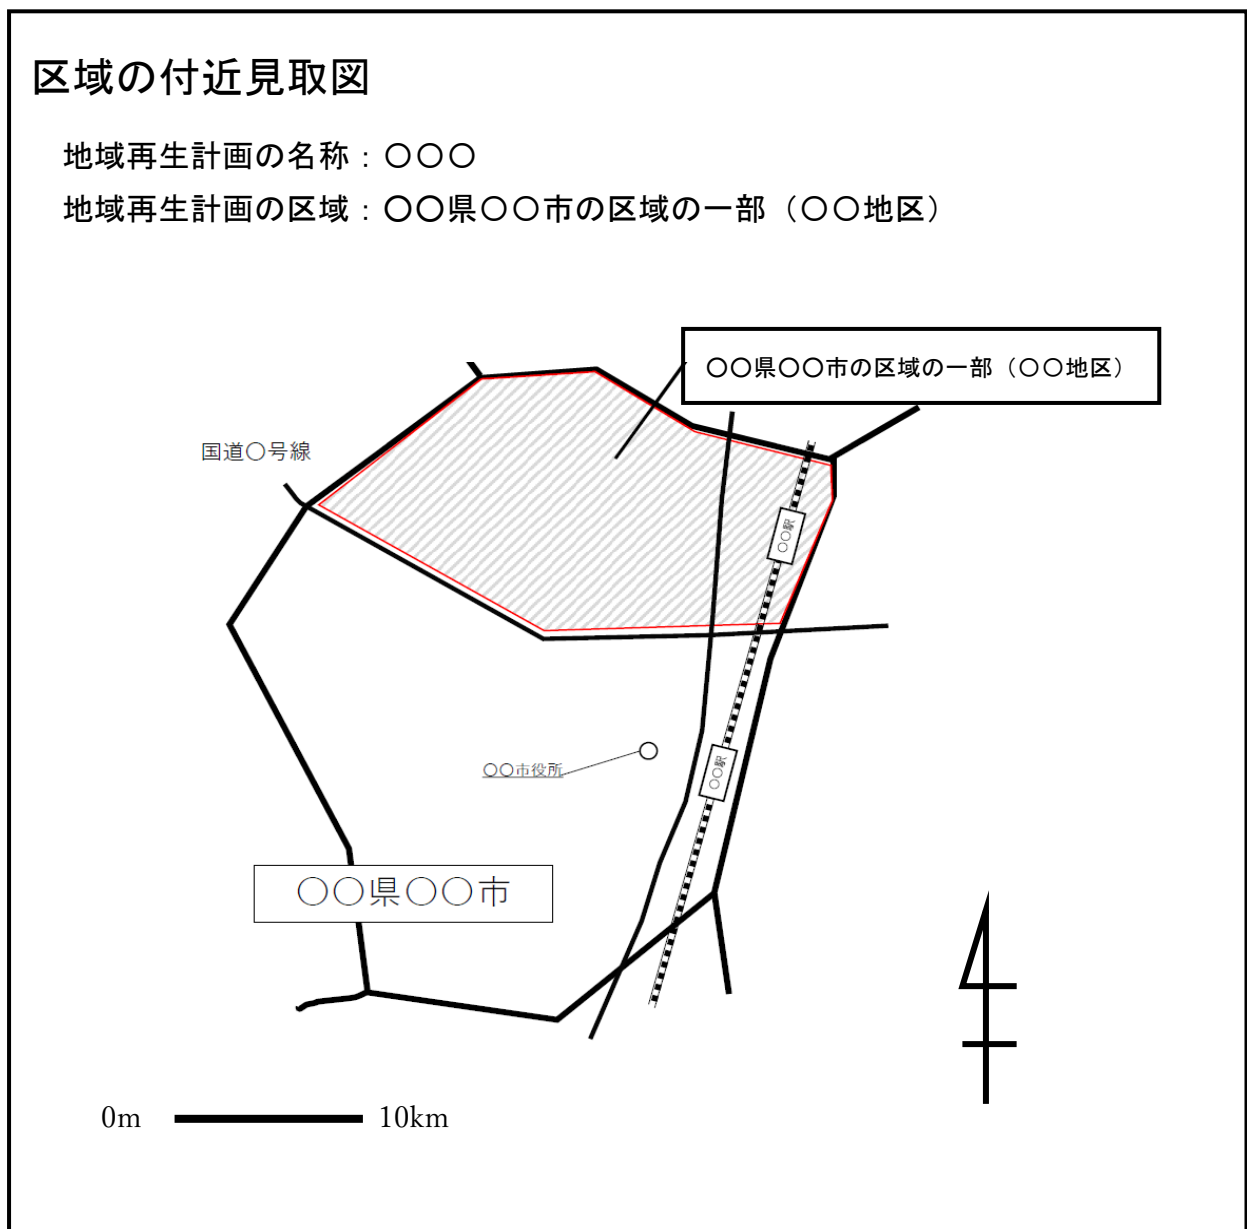 区域の付近見取図
地域再生計画の名称：〇〇〇
地域再生計画の区域：〇〇県〇〇市の区域の一部（〇〇地区）
〇〇県〇〇市の区域の一部（〇〇地区）
国道〇号線
〇〇駅
〇〇市役所
〇〇駅
〇〇県〇〇市
0m
10km